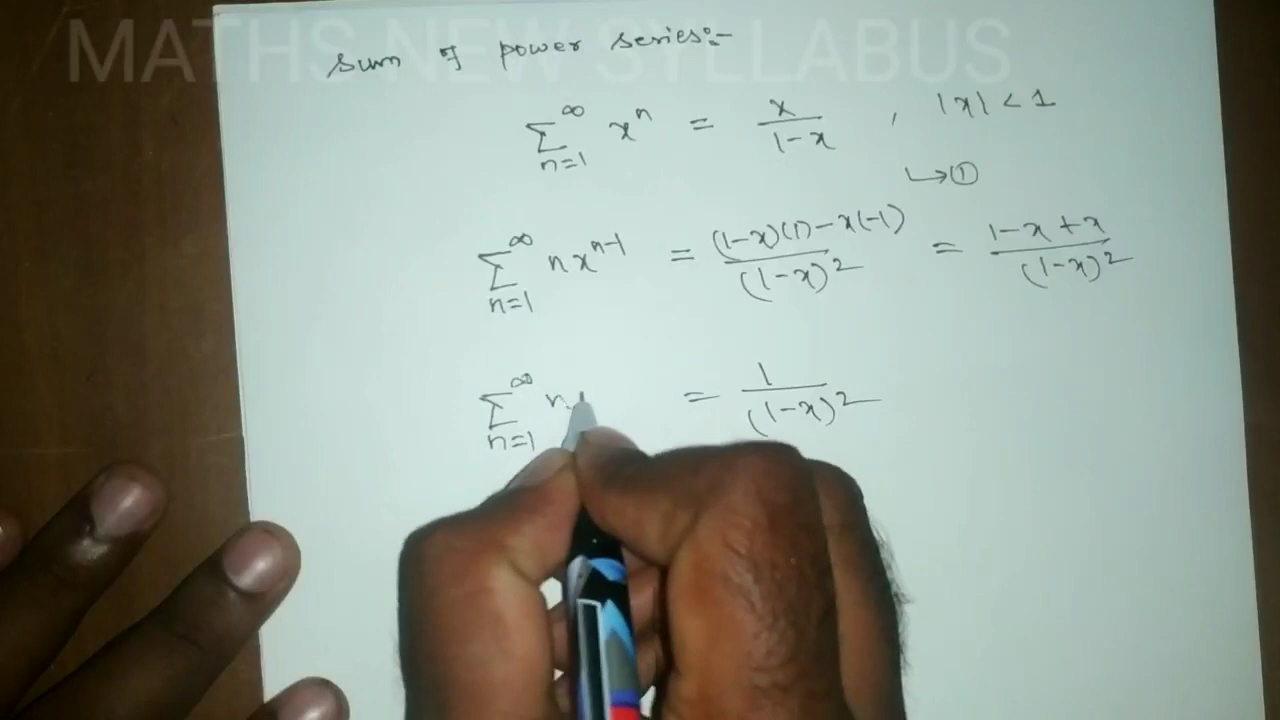 MATHS NEW SYLLABUS
Sum of power series:-
∑_{n=1}^{∞} x^n = x/(1-x) , |x| < 1
↳ ①
∑_{n=1}^{∞} nx^{n-1} = ((1-x)(1)-x(-1))/(1-x)^2 = (1-x+x)/(1-x)^2
∑_{n=1}^{∞} n = 1/(1-x)^2